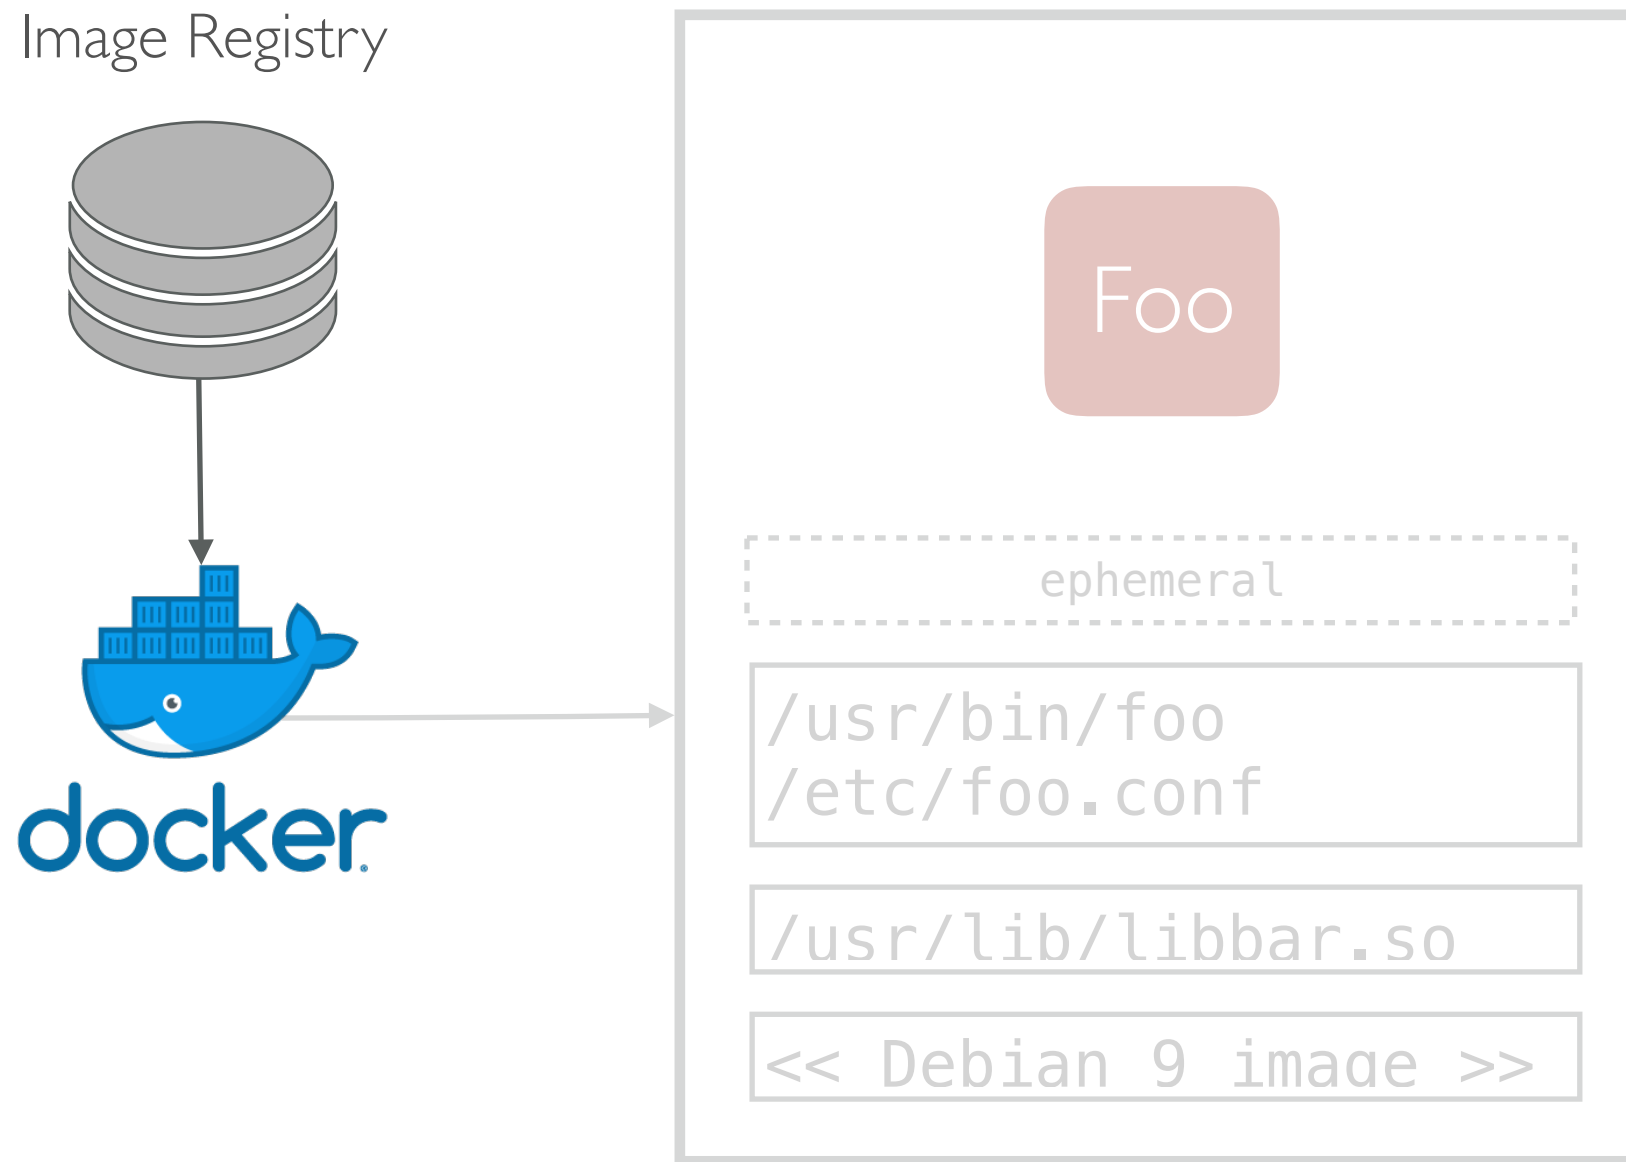 Image Registry
Foo
ephemeral
/usr/bin/foo
/etc/foo.conf
docker
/usr/lib/libbar.so
<< Debian 9 image >>